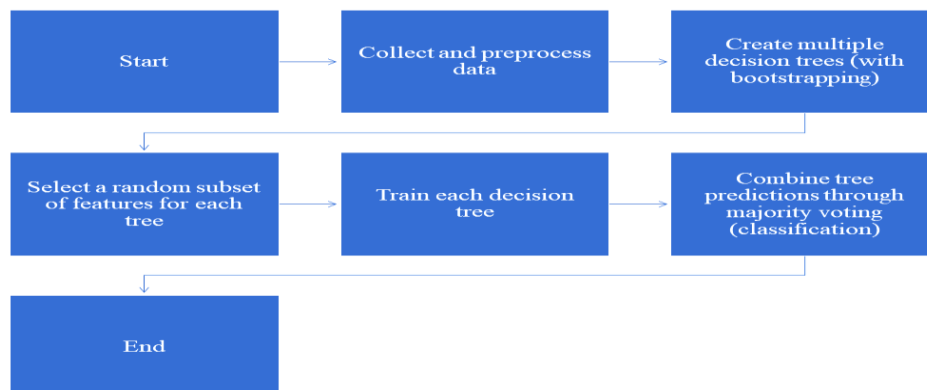 Start
Collect and preprocess
data
Create multiple
decision trees (with
bootstrapping)
Select a random subset
of features for each
tree
Train each decision
tree
Combine tree
predictions through
majority voting
(classification)
End